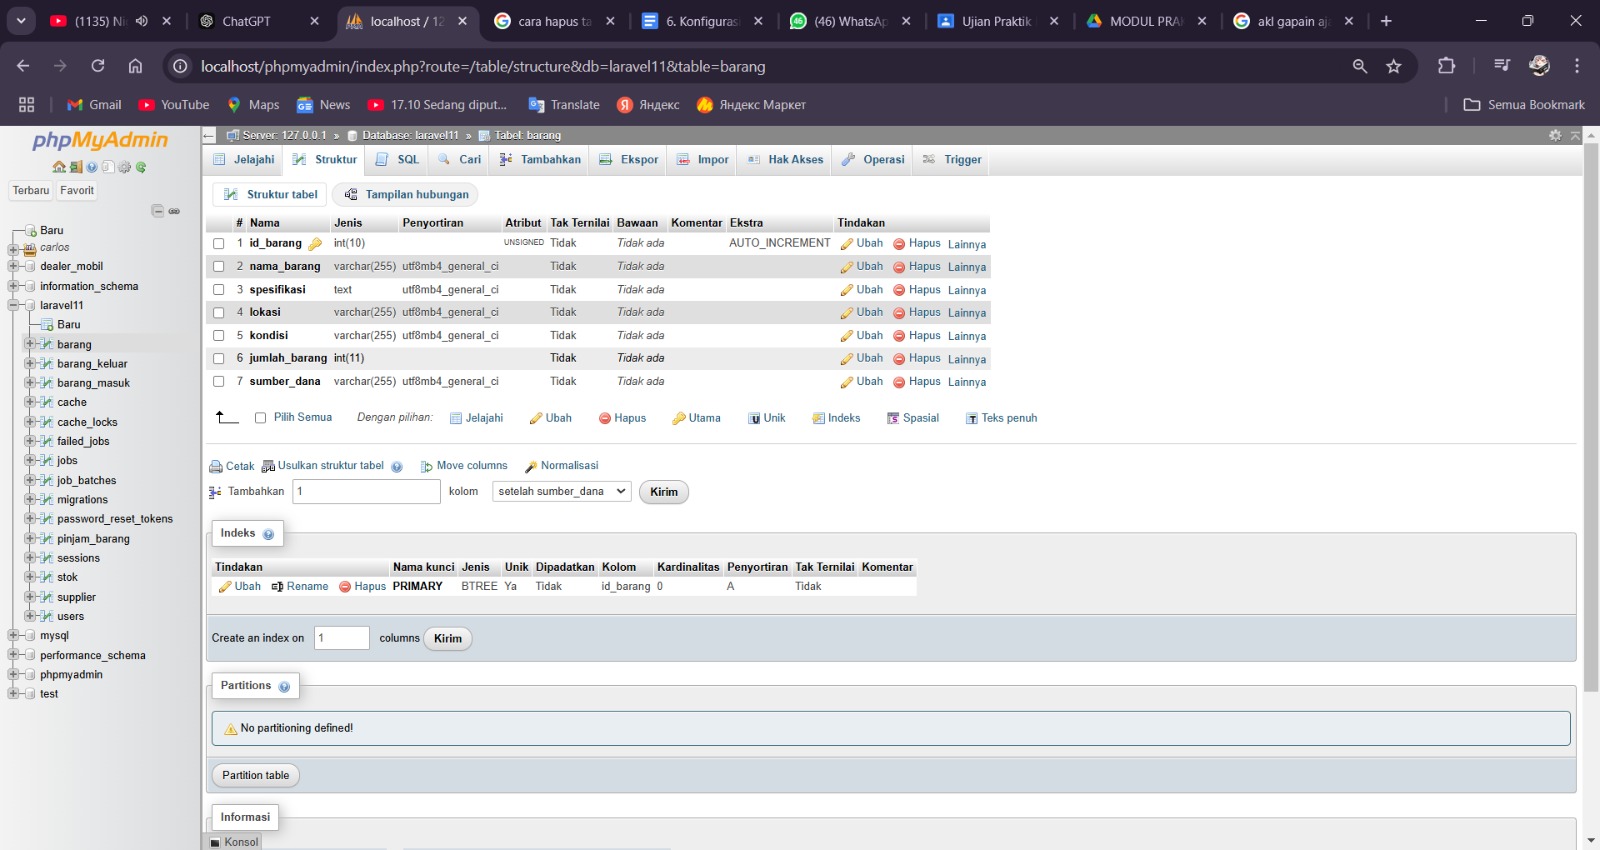 (1135) Ni
ChatGPT
localhost / 12
cara hapus ta
6. Konfiguras
(46) WhatsAp
Ujian Praktik
MODUL PRA
akl gapain aja
localhost/phpmyadmin/index.php?route=/table/structure&db=laravel11&table=barang
Gmail YouTube Maps News 17.10 Sedang diput... Translate Яндекс Яндекс Маркет Semua Bookmark
phpMyAdmin
Terbaru Favorit
Baru
carlos
dealer_mobil
information_schema
laravel11
Baru
barang
barang_keluar
barang_masuk
cache
cache_locks
failed_jobs
jobs
job_batches
migrations
password_reset_tokens
pinjam_barang
sessions
stok
supplier
users
mysql
performance_schema
phpmyadmin
test
Server: 127.0.0.1 » Database: laravel11 » Tabel: barang
Jelajahi Struktur SQL Cari Tambahkan Ekspor Impor Hak Akses Operasi Trigger
Struktur tabel Tampilan hubungan
# Nama Jenis Penyortiran Atribut Tak Ternilai Bawaan Komentar Ekstra Tindakan
1 id_barang int(10) UNSIGNED Tidak Tidak ada AUTO_INCREMENT Ubah Hapus Lainnya
2 nama_barang varchar(255) utf8mb4_general_ci Tidak Tidak ada Ubah Hapus Lainnya
3 spesifikasi text utf8mb4_general_ci Tidak Tidak ada Ubah Hapus Lainnya
4 lokasi varchar(255) utf8mb4_general_ci Tidak Tidak ada Ubah Hapus Lainnya
5 kondisi varchar(255) utf8mb4_general_ci Tidak Tidak ada Ubah Hapus Lainnya
6 jumlah_barang int(11) Tidak Tidak ada Ubah Hapus Lainnya
7 sumber_dana varchar(255) utf8mb4_general_ci Tidak Tidak ada Ubah Hapus Lainnya
Pilih Semua Dengan pilihan: Jelajahi Ubah Hapus Utama Unik Indeks Spasial Teks penuh
Cetak Usulkan struktur tabel Move columns Normalisasi
Tambahkan 1 kolom setelah sumber_dana Kirim
Indeks
Tindakan Nama kunci Jenis Unik Dipadatkan Kolom Kardinalitas Penyortiran Tak Ternilai Komentar
Ubah Rename Hapus PRIMARY BTREE Ya Tidak id_barang 0 A Tidak
Create an index on 1 columns Kirim
Partitions
No partitioning defined!
Partition table
Informasi
Konsol